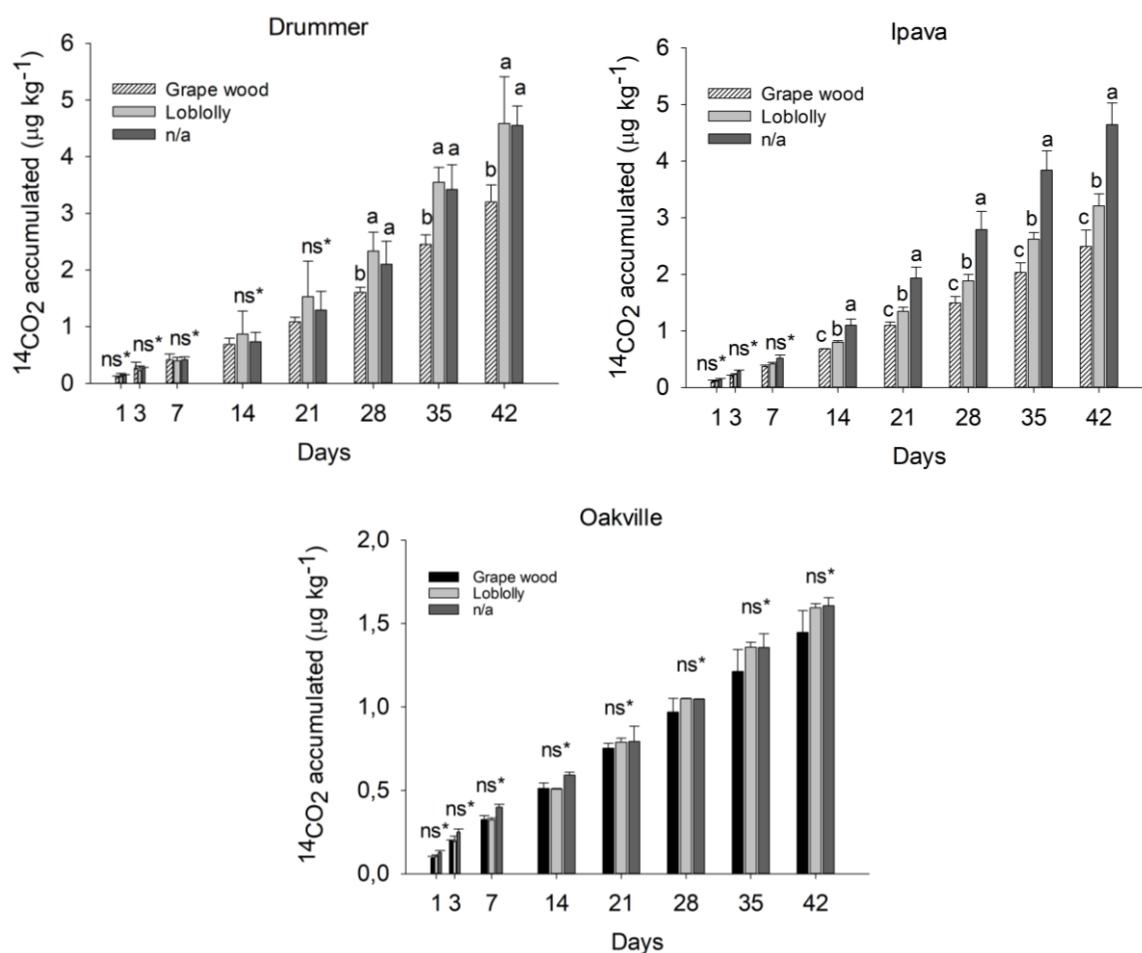 Drummer
¹⁴CO₂ accumulated (µg kg⁻¹)
6
5
4
3
2
1
0
Grape wood
Loblolly
n/a
ns* ns* ns* ns* ns* b a a b a a b a a
1 3 7 14 21 28 35 42
Days
Ipava
¹⁴CO₂ accumulated (µg kg⁻¹)
6
5
4
3
2
1
0
Grape wood
Loblolly
n/a
ns* ns* ns* c b a c b a c b a c b a c b a
1 3 7 14 21 28 35 42
Days
Oakville
¹⁴CO₂ accumulated (µg kg⁻¹)
2,0
1,5
1,0
0,5
0,0
Grape wood
Loblolly
n/a
ns* ns* ns* ns* ns* ns* ns* ns*
1 3 7 14 21 28 35 42
Days